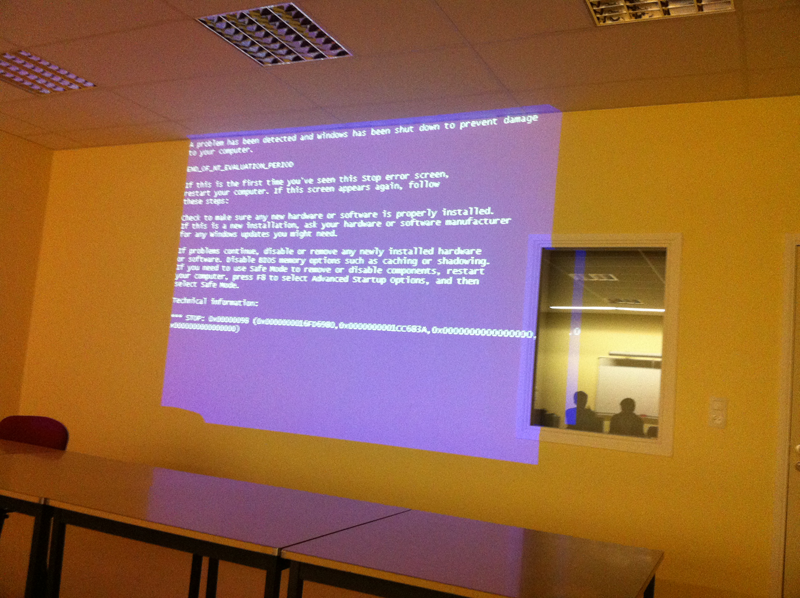 A problem has been detected and Windows has been shut down to prevent damage
to your computer.
END_OF_NT_EVALUATION_PERIOD
If this is the first time you've seen this Stop error screen,
restart your computer. If this screen appears again, follow
these steps:
Check to make sure any new hardware or software is properly installed.
If this is a new installation, ask your hardware or software manufacturer
for any Windows updates you might need.
If problems continue, disable or remove any newly installed hardware
or software. Disable BIOS memory options such as caching or shadowing.
If you need to use Safe Mode to remove or disable components, restart
your computer, press F8 to select Advanced Startup Options, and then
select Safe Mode.
Technical information:
*** STOP: 0x00000098 (0x0000000016FD6980,0x0000000001CC683A,0x0000000000000000,0
x0000000000000000)